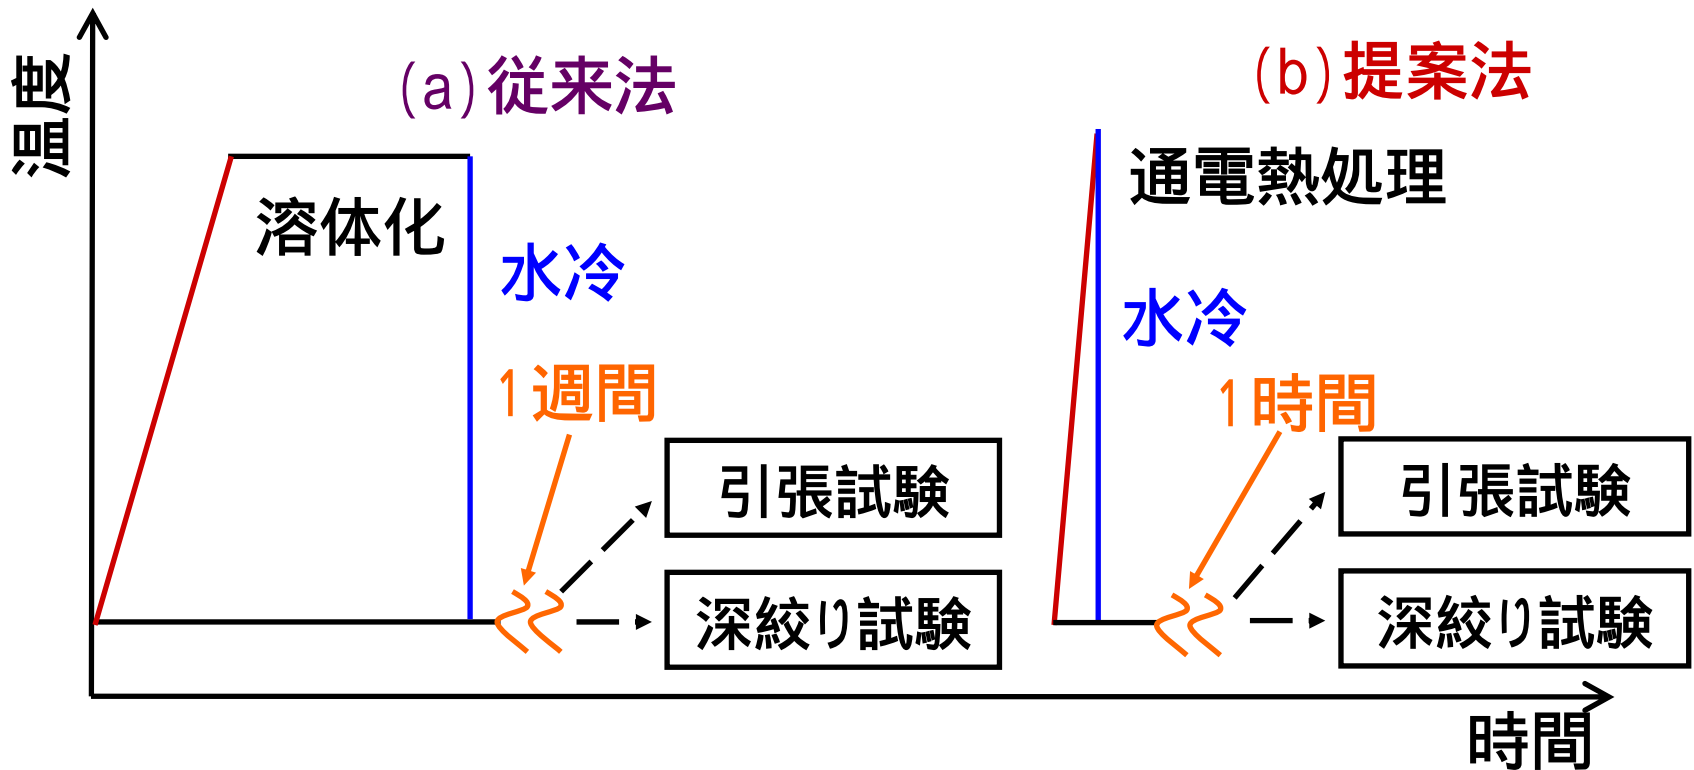 温度
(a)従来法
溶体化
水冷
1週間
引張試験
深絞り試験
(b)提案法
通電熱処理
水冷
1時間
引張試験
深絞り試験
時間